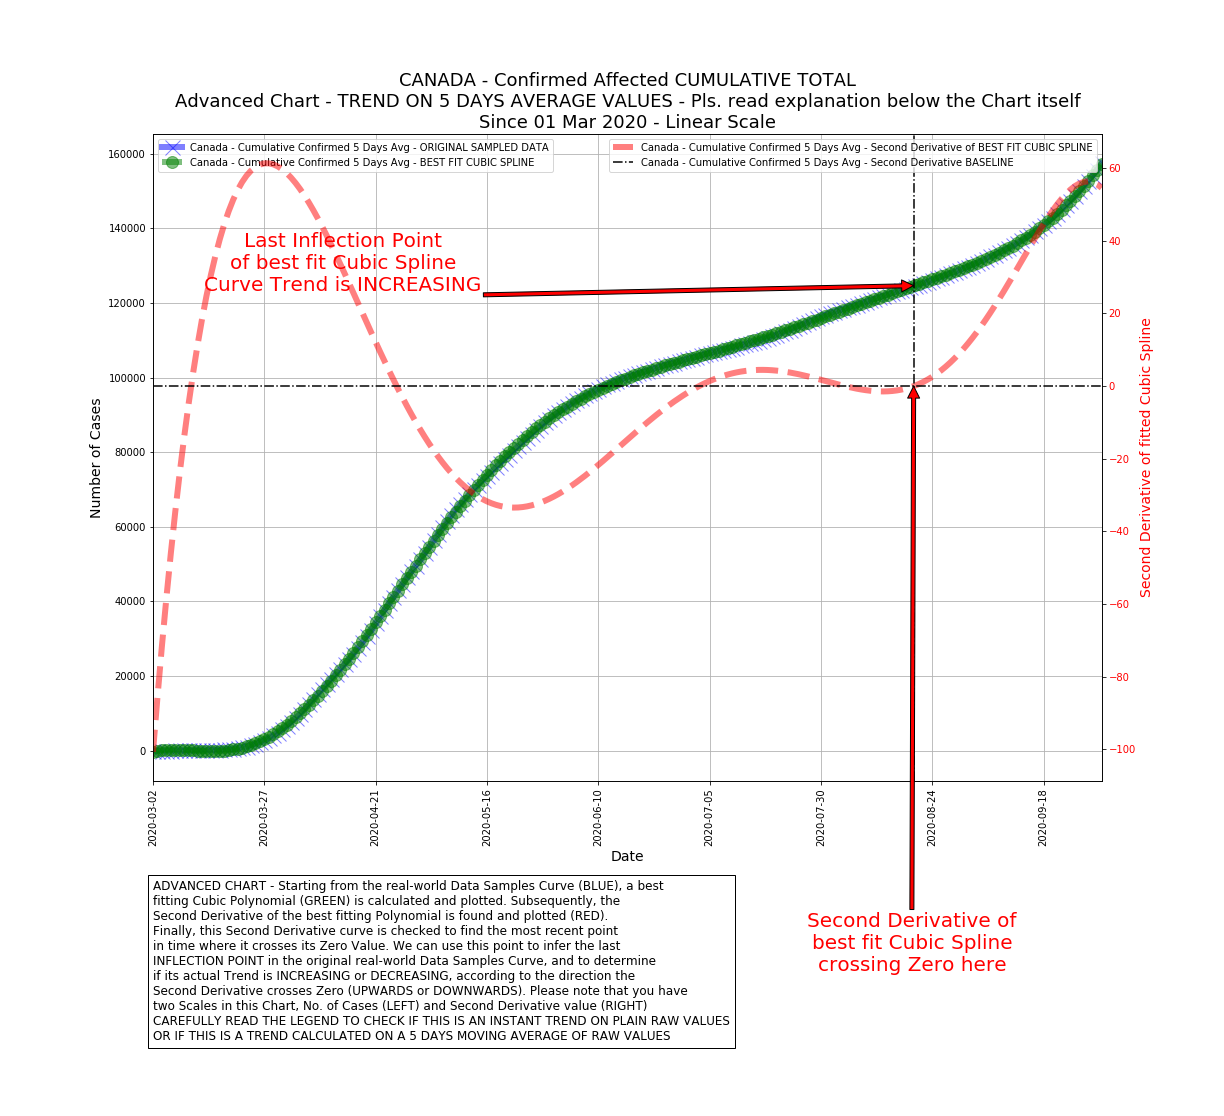 CANADA - Confirmed Affected CUMULATIVE TOTAL
Advanced Chart - TREND ON 5 DAYS AVERAGE VALUES - Pls. read explanation below the Chart itself
Since 01 Mar 2020 - Linear Scale
Canada - Cumulative Confirmed 5 Days Avg - ORIGINAL SAMPLED DATA
Canada - Cumulative Confirmed 5 Days Avg - BEST FIT CUBIC SPLINE
Canada - Cumulative Confirmed 5 Days Avg - Second Derivative of BEST FIT CUBIC SPLINE
Canada - Cumulative Confirmed 5 Days Avg - Second Derivative BASELINE
Last Inflection Point
of best fit Cubic Spline
Curve Trend is INCREASING
160000
140000
120000
100000
80000
60000
40000
20000
0
Number of Cases
60
40
20
0
−20
−40
−60
−80
−100
Second Derivative of fitted Cubic Spline
2020-03-02
2020-03-27
2020-04-21
2020-05-16
2020-06-10
2020-07-05
2020-07-30
2020-08-24
2020-09-18
Date
ADVANCED CHART - Starting from the real-world Data Samples Curve (BLUE), a best
fitting Cubic Polynomial (GREEN) is calculated and plotted. Subsequently, the
Second Derivative of the best fitting Polynomial is found and plotted (RED).
Finally, this Second Derivative curve is checked to find the most recent point
in time where it crosses its Zero Value. We can use this point to infer the last
INFLECTION POINT in the original real-world Data Samples Curve, and to determine
if its actual Trend is INCREASING or DECREASING, according to the direction the
Second Derivative crosses Zero (UPWARDS or DOWNWARDS). Please note that you have
two Scales in this Chart, No. of Cases (LEFT) and Second Derivative value (RIGHT)
CAREFULLY READ THE LEGEND TO CHECK IF THIS IS AN INSTANT TREND ON PLAIN RAW VALUES
OR IF THIS IS A TREND CALCULATED ON A 5 DAYS MOVING AVERAGE OF RAW VALUES
Second Derivative of
best fit Cubic Spline
crossing Zero here